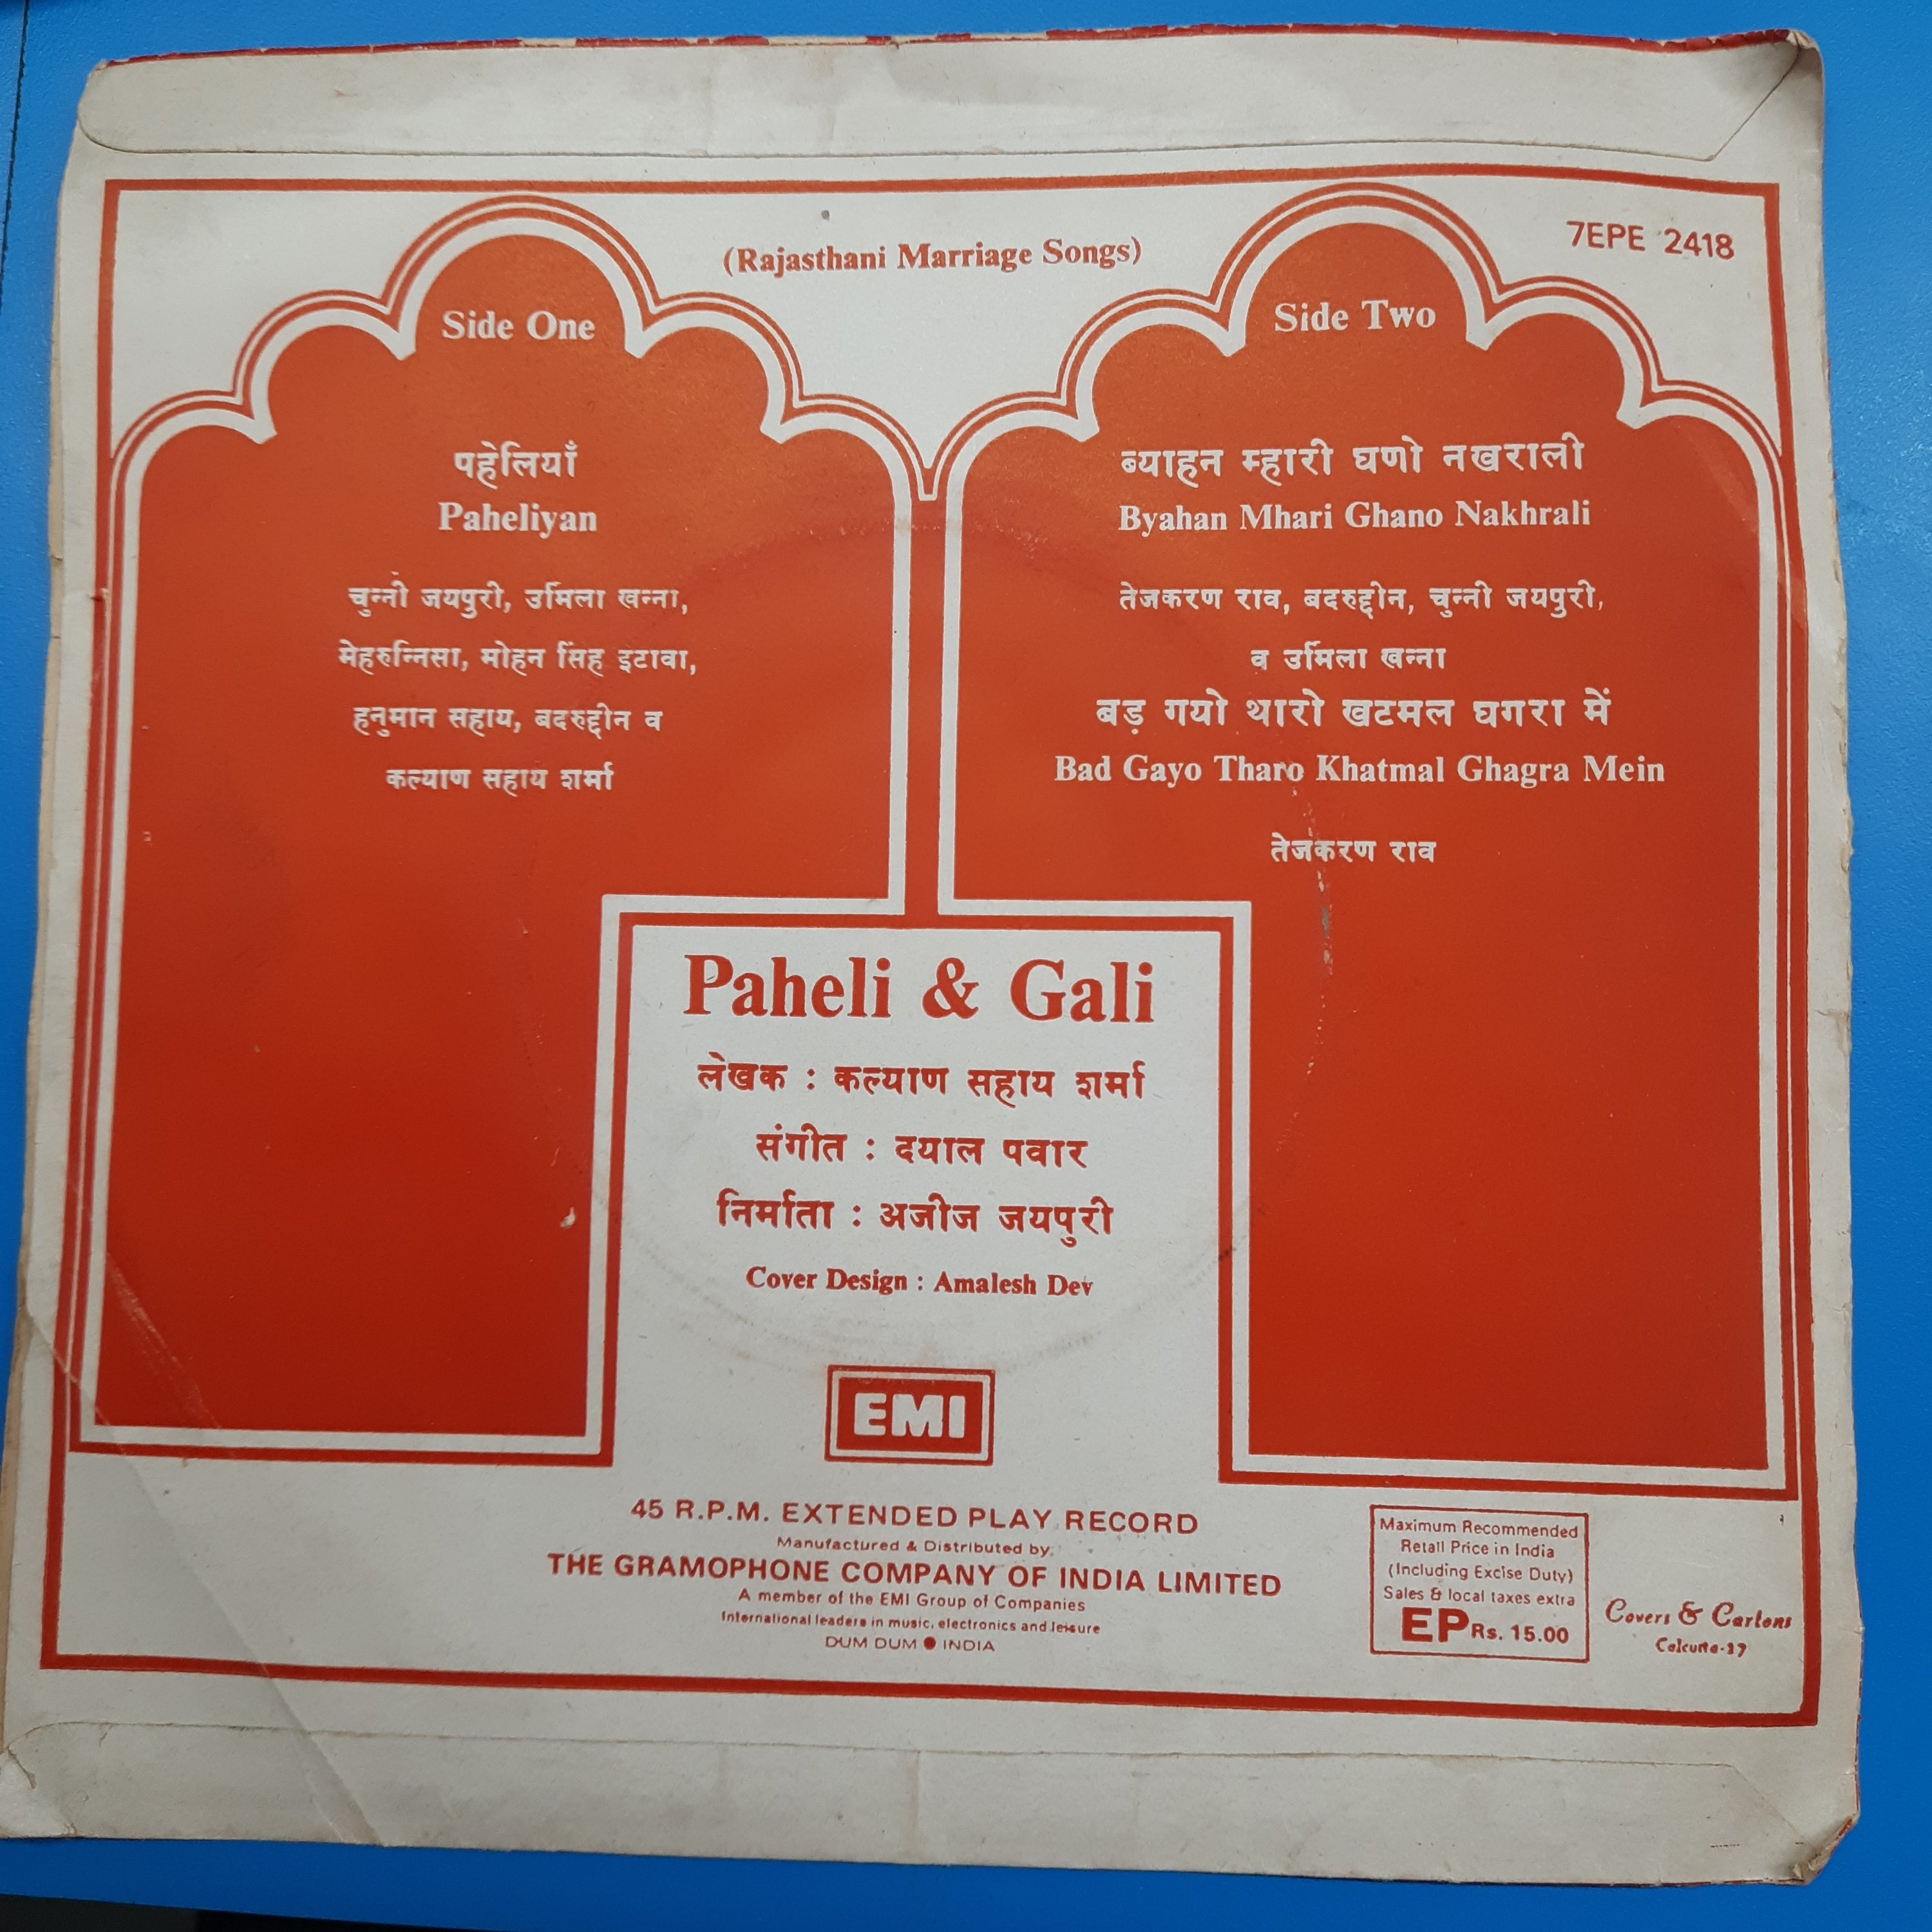 (Rajasthani Marriage Songs)
7EPE 2418
Side One
पहेलियाँ
Paheliyan
चुन्नी जयपुरी, उर्मिला खन्ना,
मेहरुन्निसा, मोहन सिंह इटावा,
हनुमान सहाय, बदरुद्दीन व
कल्याण सहाय शर्मा
Side Two
ब्याहन म्हारी घणो नखराली
Byahan Mhari Ghano Nakhrali
तेजकरण राव, बदरुद्दीन, चुन्नी जयपुरी,
व उर्मिला खन्ना
बड़ गयो थारो खटमल घगरा में
Bad Gayo Tharo Khatmal Ghagra Mein
तेजकरण राव
Paheli & Gali
लेखक : कल्याण सहाय शर्मा
संगीत : दयाल पवार
निर्माता : अजीज जयपुरी
Cover Design : Amalesh Dev
EMI
45 R.P.M. EXTENDED PLAY RECORD
Manufactured & Distributed by:
THE GRAMOPHONE COMPANY OF INDIA LIMITED
A member of the EMI Group of Companies
International leaders in music, electronics and leisure
DUM DUM ● INDIA
Maximum Recommended
Retail Price in India
(Including Excise Duty)
Sales & local taxes extra
EP Rs. 15.00
Covers & Cartons
Calcutta-37